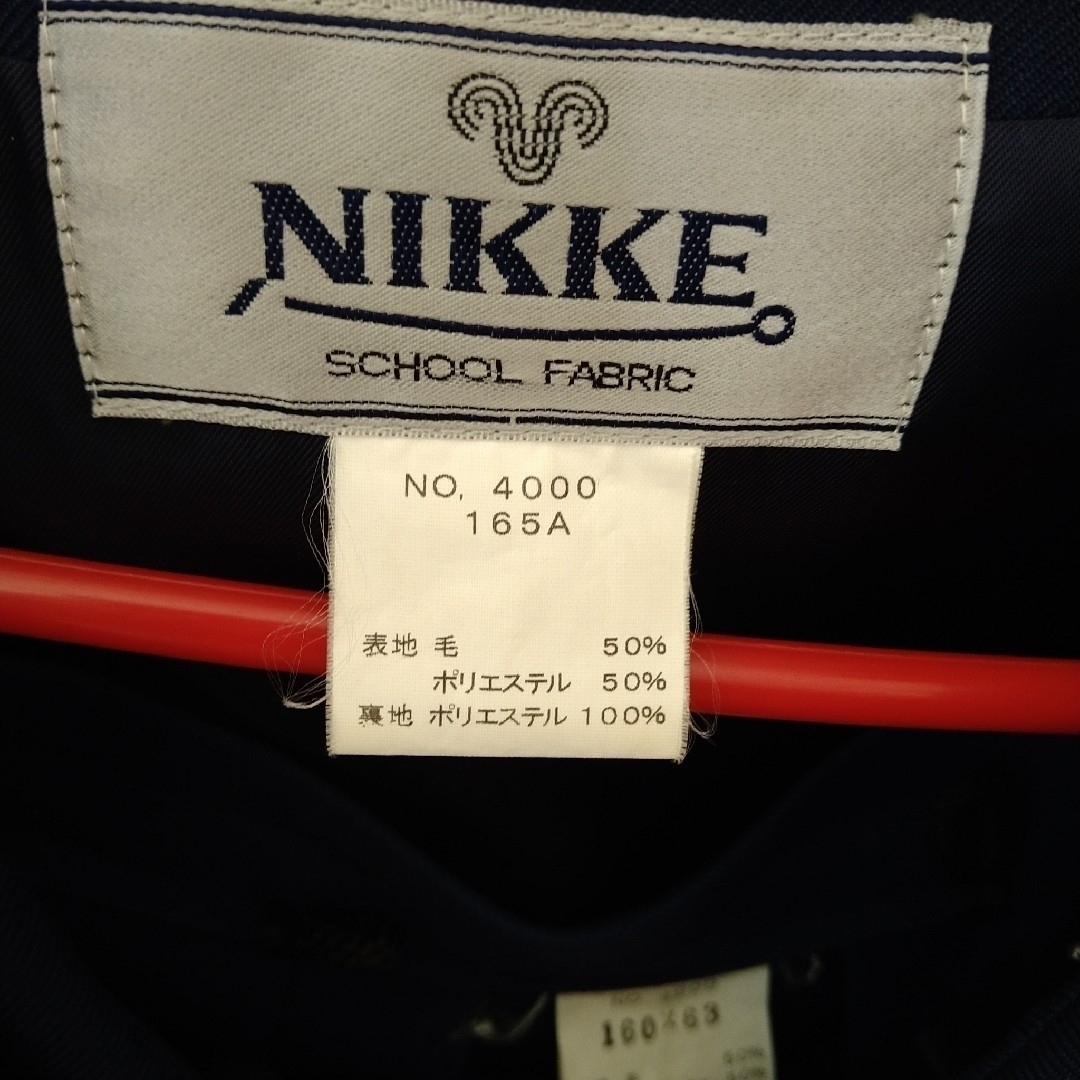 NIKKE
SCHOOL FABRIC
NO, 4000
165A
表地 毛 50%
ポリエステル 50%
裏地 ポリエステル 100%